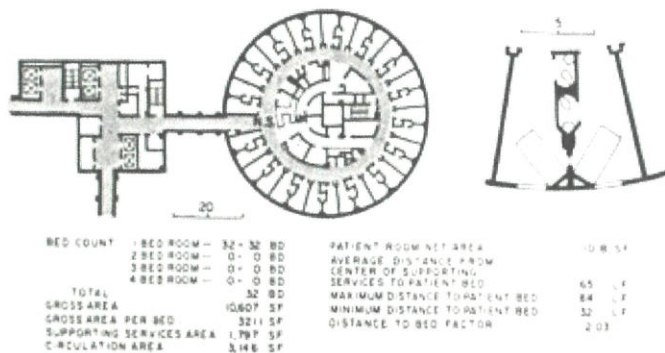 5
20
BED COUNT 1 BED ROOM — 32 - 32 BD
2 BED ROOM — 0 - 0 BD
3 BED ROOM — 0 - 0 BD
4 BED ROOM — 0 - 0 BD
TOTAL 32 BD
GROSS AREA 10,607 SF
GROSS AREA PER BED SF
SUPPORTING SERVICES AREA 1,797 SF
CIRCULATION AREA 3,146 SF
PATIENT ROOM NET AREA SF
AVERAGE DISTANCE FROM
CENTER OF SUPPORTING
SERVICES TO PATIENT BED 65 LF
MAXIMUM DISTANCE TO PATIENT BED 84 LF
MINIMUM DISTANCE TO PATIENT BED 32 LF
DISTANCE TO BED FACTOR 2.03